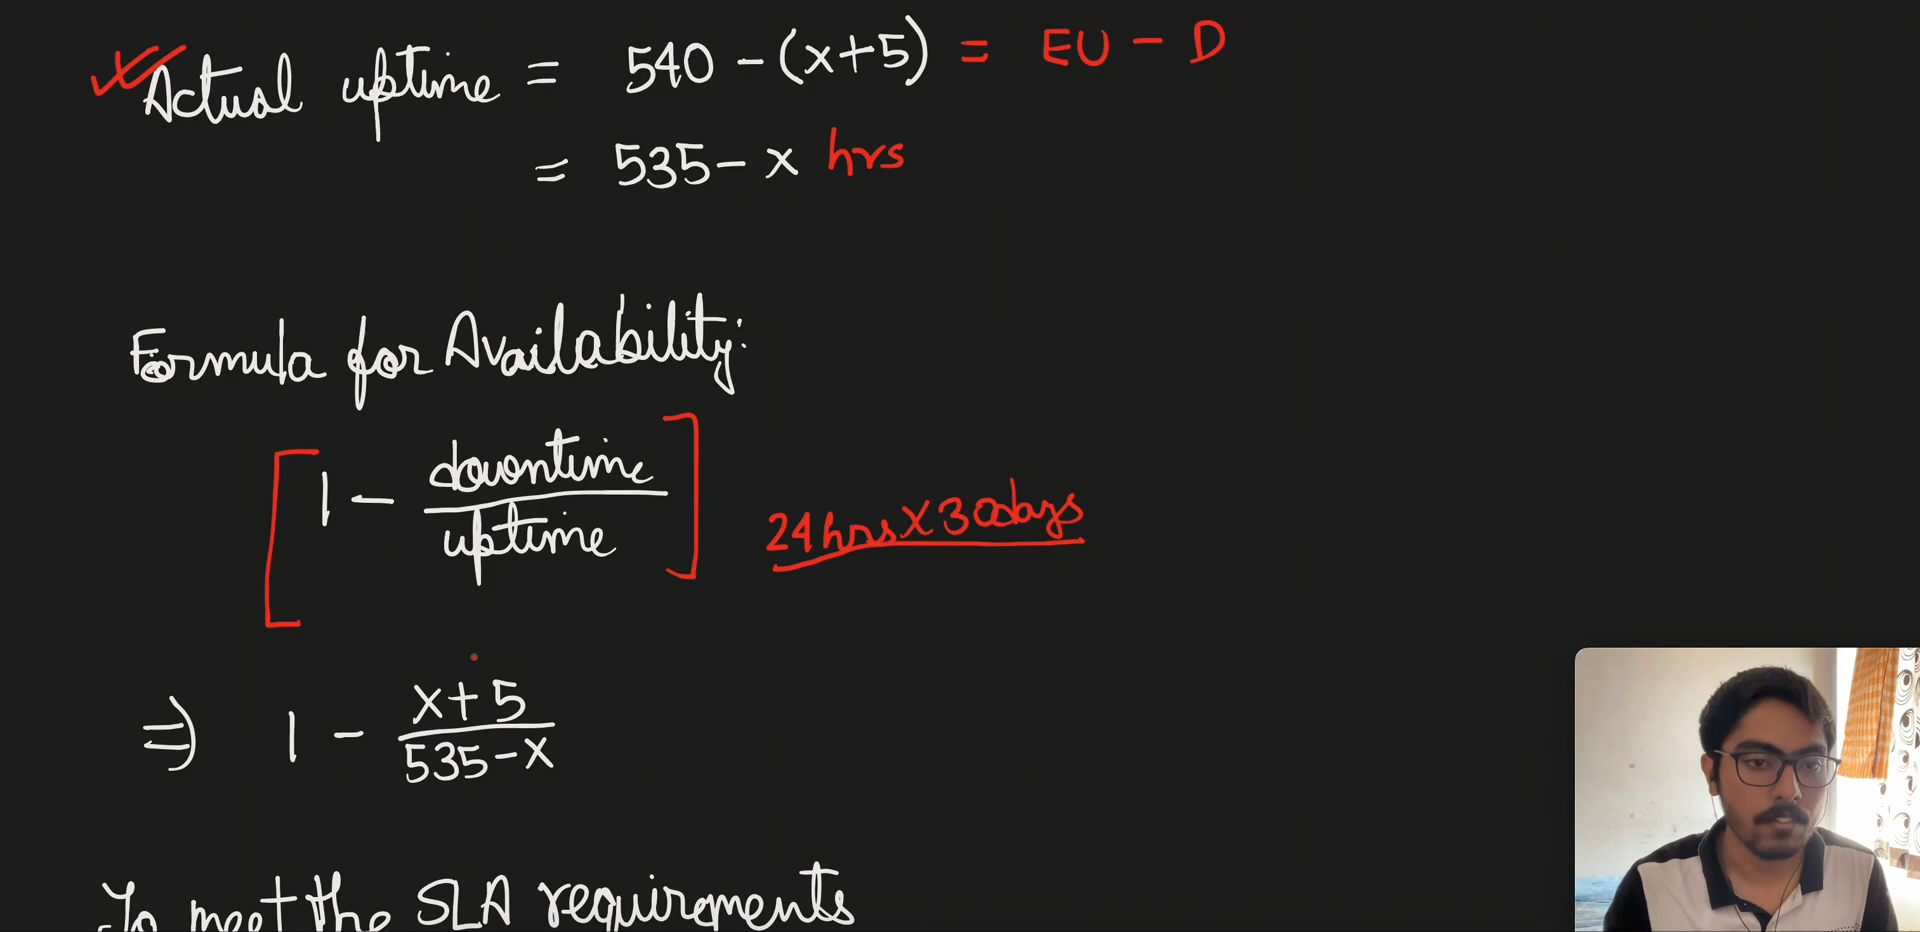 Actual uptime = 540 - (x+5) = EU - D
= 535 - x hrs
Formula for Availability:
[1 - downtime/uptime] 24 hrs X 30 days
⇒ 1 - x+5/535-x
To meet the SLA requirements